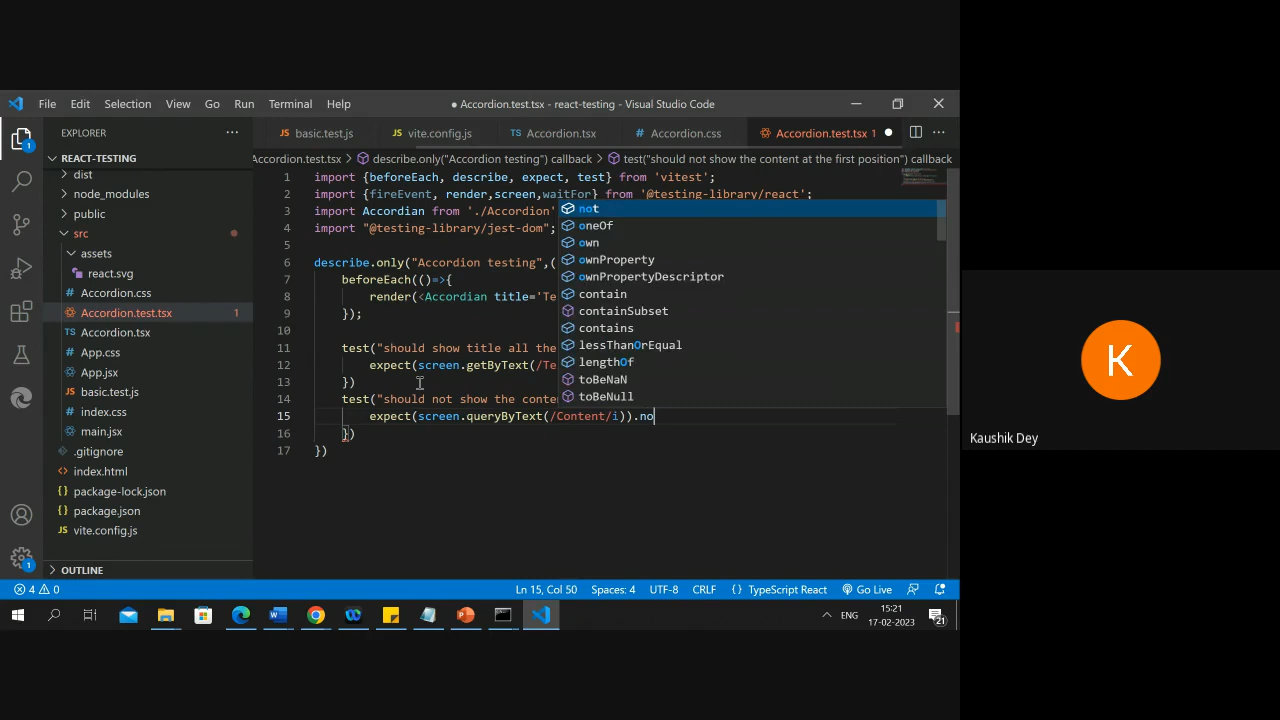 File Edit Selection View Go Run Terminal Help
● Accordion.test.tsx - react-testing - Visual Studio Code
EXPLORER
basic.test.js
vite.config.js
Accordion.tsx
Accordion.css
Accordion.test.tsx 1
REACT-TESTING
Accordion.test.tsx > describe.only("Accordion testing") callback > test("should not show the content at the first position") callback
dist
node_modules
public
src
assets
react.svg
Accordion.css
Accordion.test.tsx 1
Accordion.tsx
App.css
App.jsx
basic.test.js
index.css
main.jsx
.gitignore
index.html
package-lock.json
package.json
vite.config.js
OUTLINE
1 import {beforeEach, describe, expect, test} from 'vitest';
2 import {fireEvent, render,screen,waitFor} from '@testing-library/react';
3 import Accordian from './Accordion'
4 import "@testing-library/jest-dom";
5
6 describe.only("Accordion testing",(
7 beforeEach(()=>{
8 render(<Accordian title='Te
9 });
10
11 test("should show title all the
12 expect(screen.getByText(/Te
13 })
14 test("should not show the conte
15 expect(screen.queryByText(/Content/i)).no
16 })
17 })
not
oneOf
own
ownProperty
ownPropertyDescriptor
contain
containSubset
contains
lessThanOrEqual
lengthOf
toBeNaN
toBeNull
4 0
Ln 15, Col 50 Spaces: 4 UTF-8 CRLF { } TypeScript React Go Live
ENG
15:21
17-02-2023
21
K
Kaushik Dey